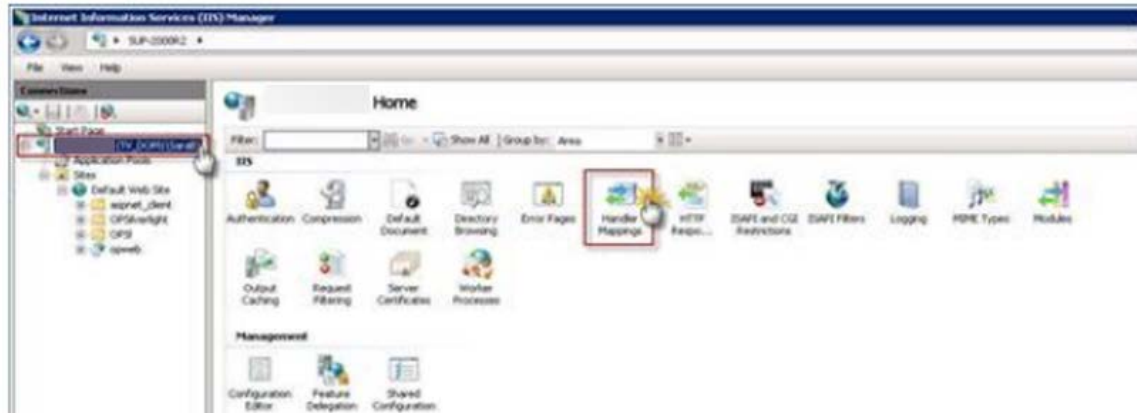 Internet Information Services (IIS) Manager
File View Help
Connections
Start Page
Application Pools
Sites
Default Web Site
aspnet_client
OPSilverlight
OPSI
opweb
Home
Filter: Go Show All Group by: Area
IIS
Authentication
Compression
Default Document
Directory Browsing
Error Pages
Handler Mappings
HTTP Respo...
ISAPI and CGI Restrictions
ISAPI Filters
Logging
MIME Types
Modules
Output Caching
Request Filtering
Server Certificates
Worker Processes
Management
Configuration Editor
Feature Delegation
Shared Configuration